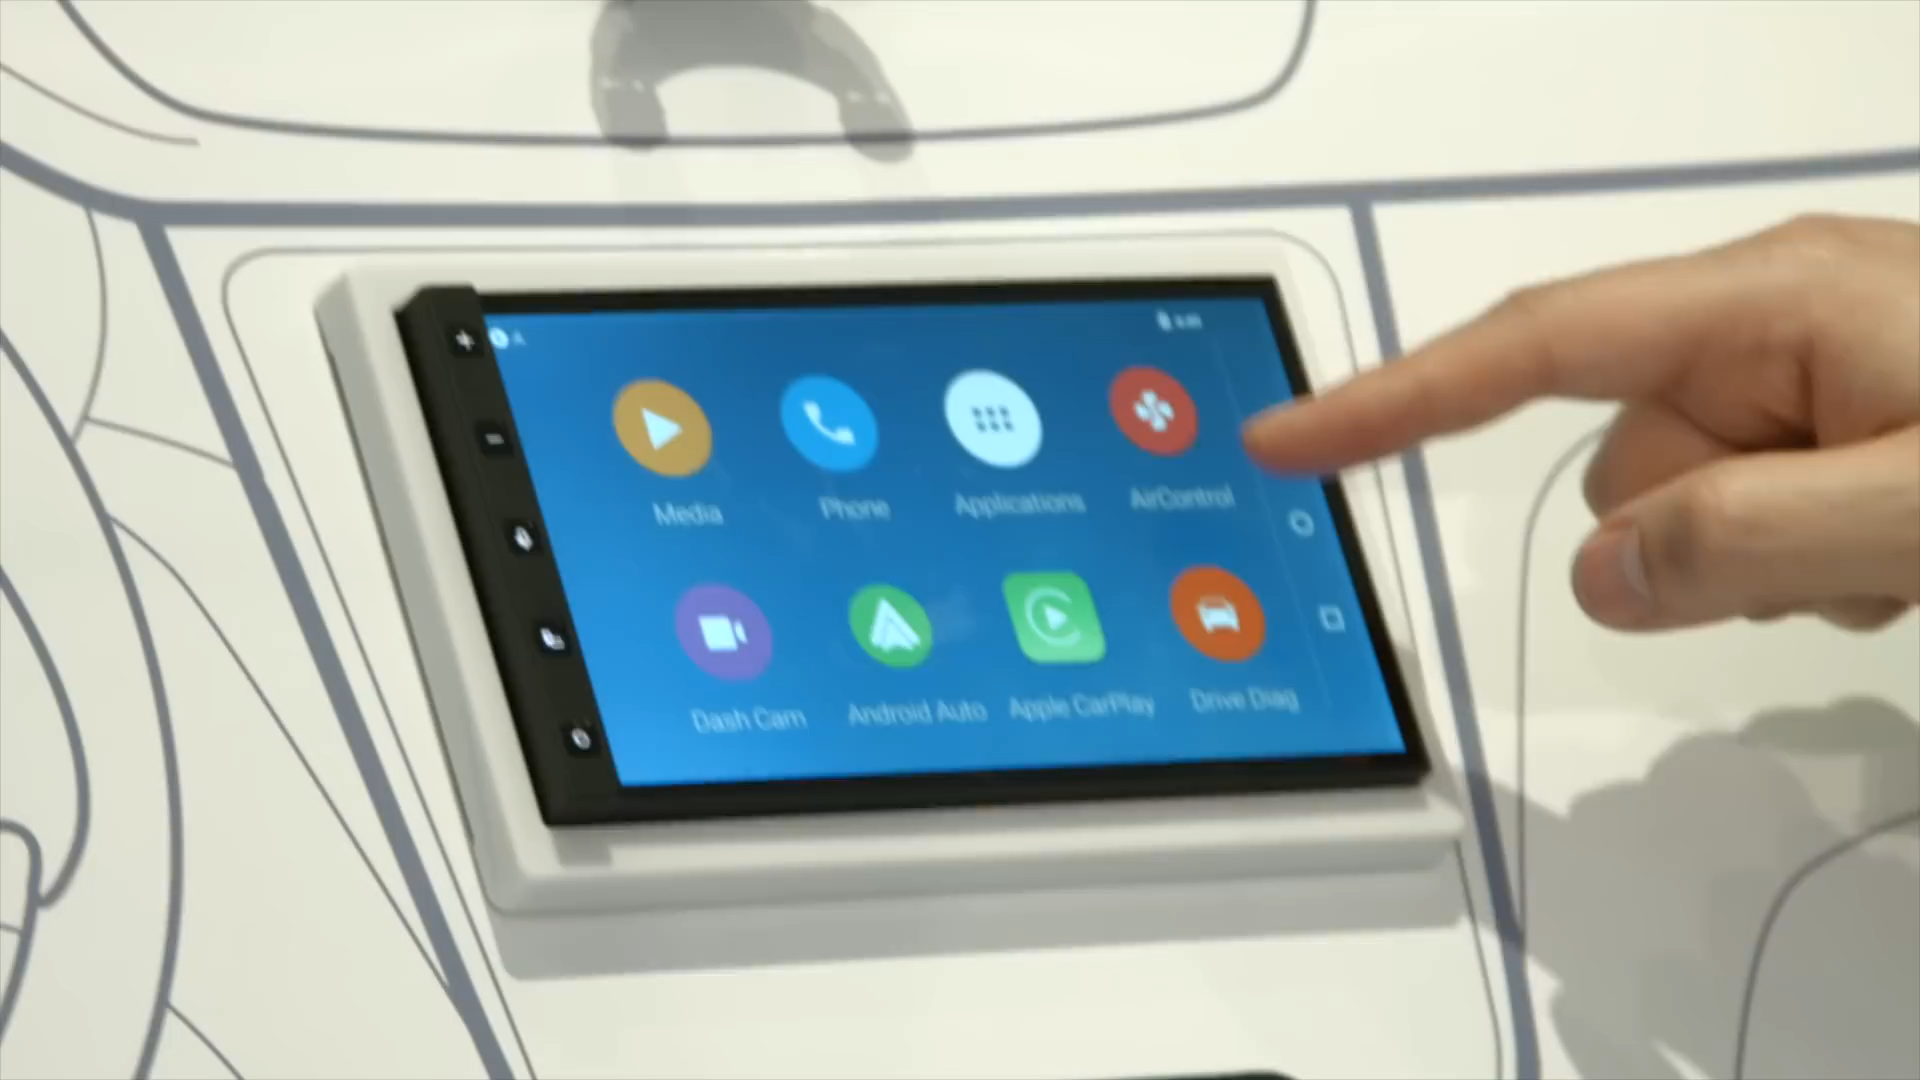 Media
Phone
Applications
AirControl
Dash Cam
Android Auto
Apple CarPlay
Drive Diag